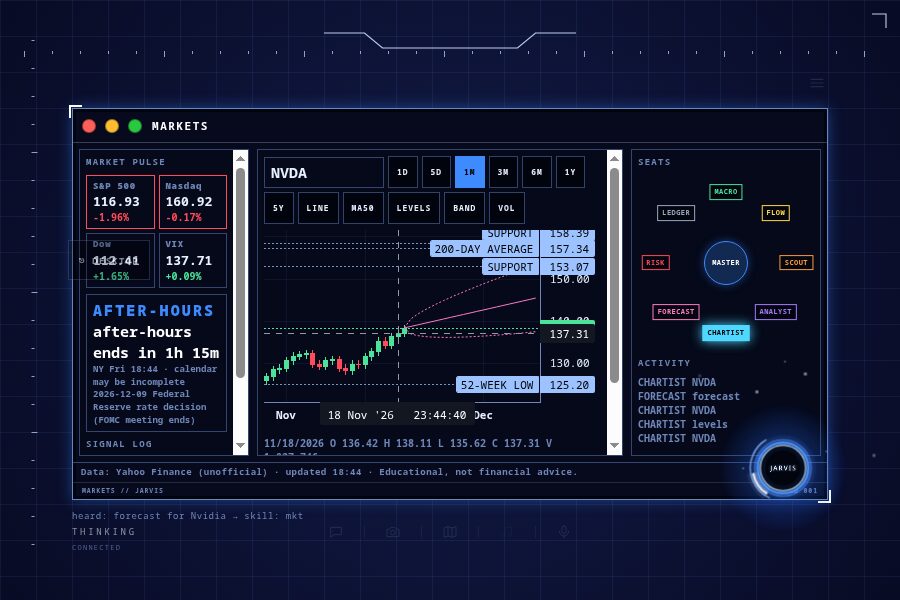 MARKETS
MARKET PULSE
S&P 500
116.93
-1.96%
Nasdaq
160.92
-0.17%
Dow
112.41
+1.65%
VIX
137.71
+0.09%
AFTER-HOURS
after-hours
ends in 1h 15m
NY Fri 18:44 · calendar
may be incomplete
2026-12-09 Federal
Reserve rate decision
(FOMC meeting ends)
SIGNAL LOG
NVDA
1D
5D
1M
3M
6M
1Y
5Y
LINE
MA50
LEVELS
BAND
VOL
SUPPORT 158.39
200-DAY AVERAGE 157.34
SUPPORT 153.07
150.00
137.31
130.00
52-WEEK LOW 125.20
Nov
18 Nov '26 23:44:40
Dec
11/18/2026 O 136.42 H 138.11 L 135.62 C 137.31 V
SEATS
MACRO
LEDGER
FLOW
RISK
MASTER
SCOUT
FORECAST
ANALYST
CHARTIST
ACTIVITY
CHARTIST NVDA
FORECAST forecast
CHARTIST NVDA
CHARTIST levels
CHARTIST NVDA
JARVIS
Data: Yahoo Finance (unofficial) · updated 18:44 · Educational, not financial advice.
MARKETS // JARVIS
heard: forecast for Nvidia → skill: mkt
THINKING
CONNECTED